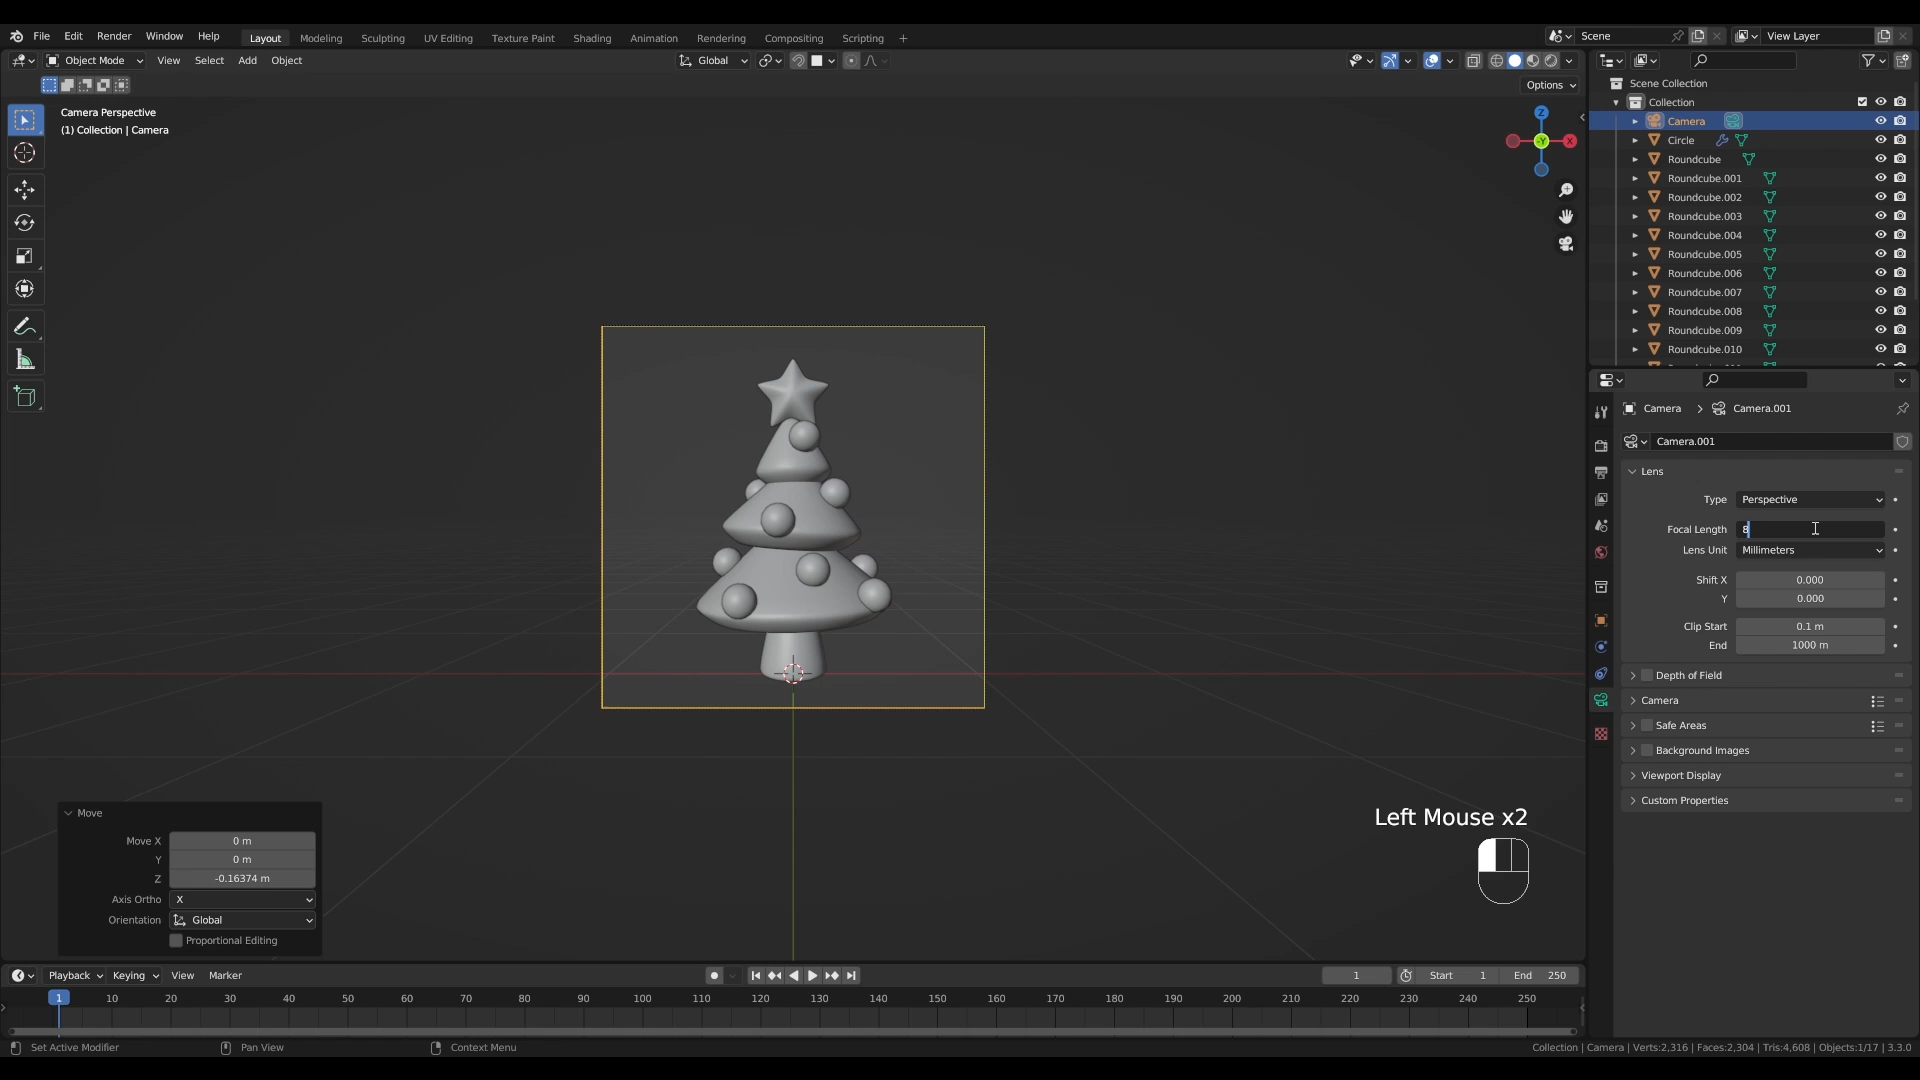 File Edit Render Window Help Layout Modeling Sculpting UV Editing Texture Paint Shading Animation Rendering Compositing Scripting + Scene View Layer
Object Mode View Select Add Object Global
Options
Camera Perspective
(1) Collection | Camera
Z
Y
X
Scene Collection
Collection
Camera
Circle
Roundcube
Roundcube.001
Roundcube.002
Roundcube.003
Roundcube.004
Roundcube.005
Roundcube.006
Roundcube.007
Roundcube.008
Roundcube.009
Roundcube.010
Camera > Camera.001
Camera.001
Lens
Type Perspective
Focal Length 8
Lens Unit Millimeters
Shift X 0.000
Y 0.000
Clip Start 0.1 m
End 1000 m
Depth of Field
Camera
Safe Areas
Background Images
Viewport Display
Custom Properties
Move
Move X 0 m
Y 0 m
Z -0.16374 m
Axis Ortho X
Orientation Global
Proportional Editing
Left Mouse x2
Playback Keying View Marker 1 Start 1 End 250
1 10 20 30 40 50 60 70 80 90 100 110 120 130 140 150 160 170 180 190 200 210 220 230 240 250
Set Active Modifier Pan View Context Menu Collection | Camera | Verts:2,316 | Faces:2,304 | Tris:4,608 | Objects:1/17 | 3.3.0